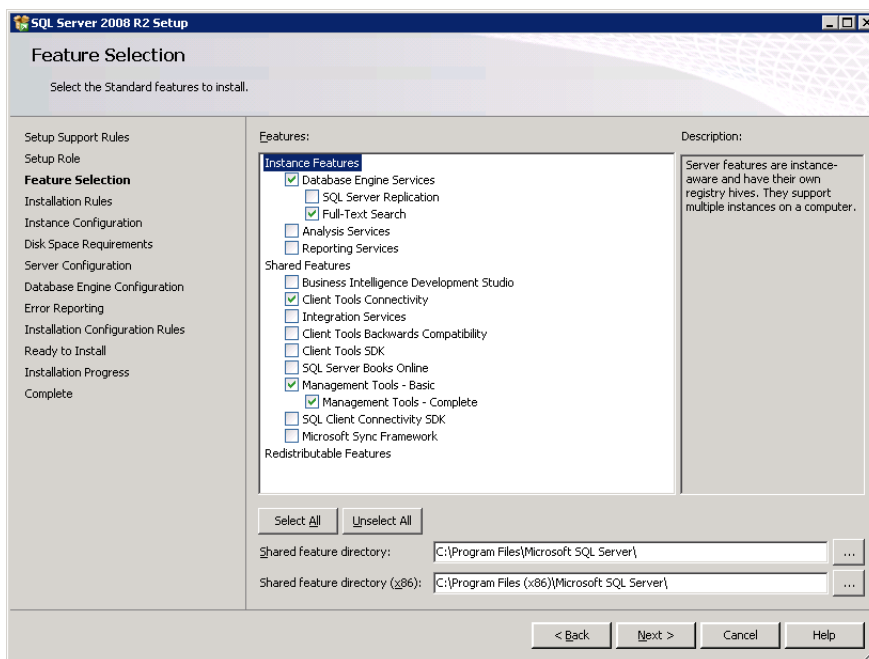 SQL Server 2008 R2 Setup
Feature Selection
Select the Standard features to install.
Setup Support Rules
Setup Role
Feature Selection
Installation Rules
Instance Configuration
Disk Space Requirements
Server Configuration
Database Engine Configuration
Error Reporting
Installation Configuration Rules
Ready to Install
Installation Progress
Complete
Features:
Instance Features
Database Engine Services
SQL Server Replication
Full-Text Search
Analysis Services
Reporting Services
Shared Features
Business Intelligence Development Studio
Client Tools Connectivity
Integration Services
Client Tools Backwards Compatibility
Client Tools SDK
SQL Server Books Online
Management Tools - Basic
Management Tools - Complete
SQL Client Connectivity SDK
Microsoft Sync Framework
Redistributable Features
Description:
Server features are instance-
aware and have their own
registry hives. They support
multiple instances on a computer.
Select All
Unselect All
Shared feature directory:
C:\Program Files\Microsoft SQL Server\
...
Shared feature directory (x86):
C:\Program Files (x86)\Microsoft SQL Server\
...
< Back
Next >
Cancel
Help